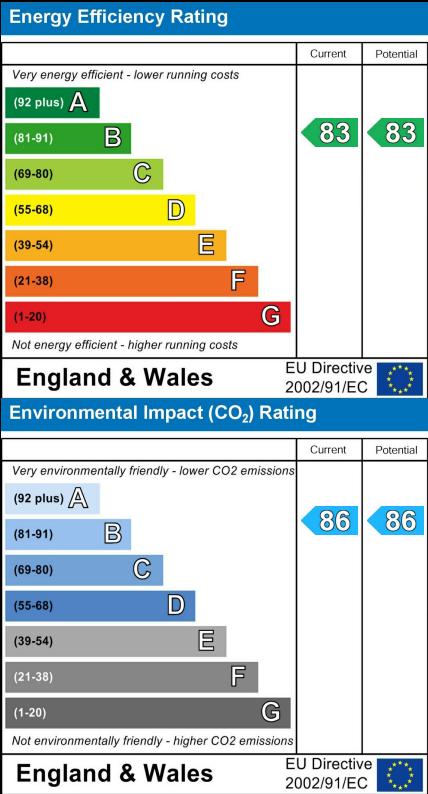 Energy Efficiency Rating
Current Potential
Very energy efficient - lower running costs
(92 plus) A
(81-91) B
83 83
(69-80) C
(55-68) D
(39-54) E
(21-38) F
(1-20) G
Not energy efficient - higher running costs
England & Wales
EU Directive
2002/91/EC
Environmental Impact (CO₂) Rating
Current Potential
Very environmentally friendly - lower CO2 emissions
(92 plus) A
86 86
(81-91) B
(69-80) C
(55-68) D
(39-54) E
(21-38) F
(1-20) G
Not environmentally friendly - higher CO2 emissions
England & Wales
EU Directive
2002/91/EC